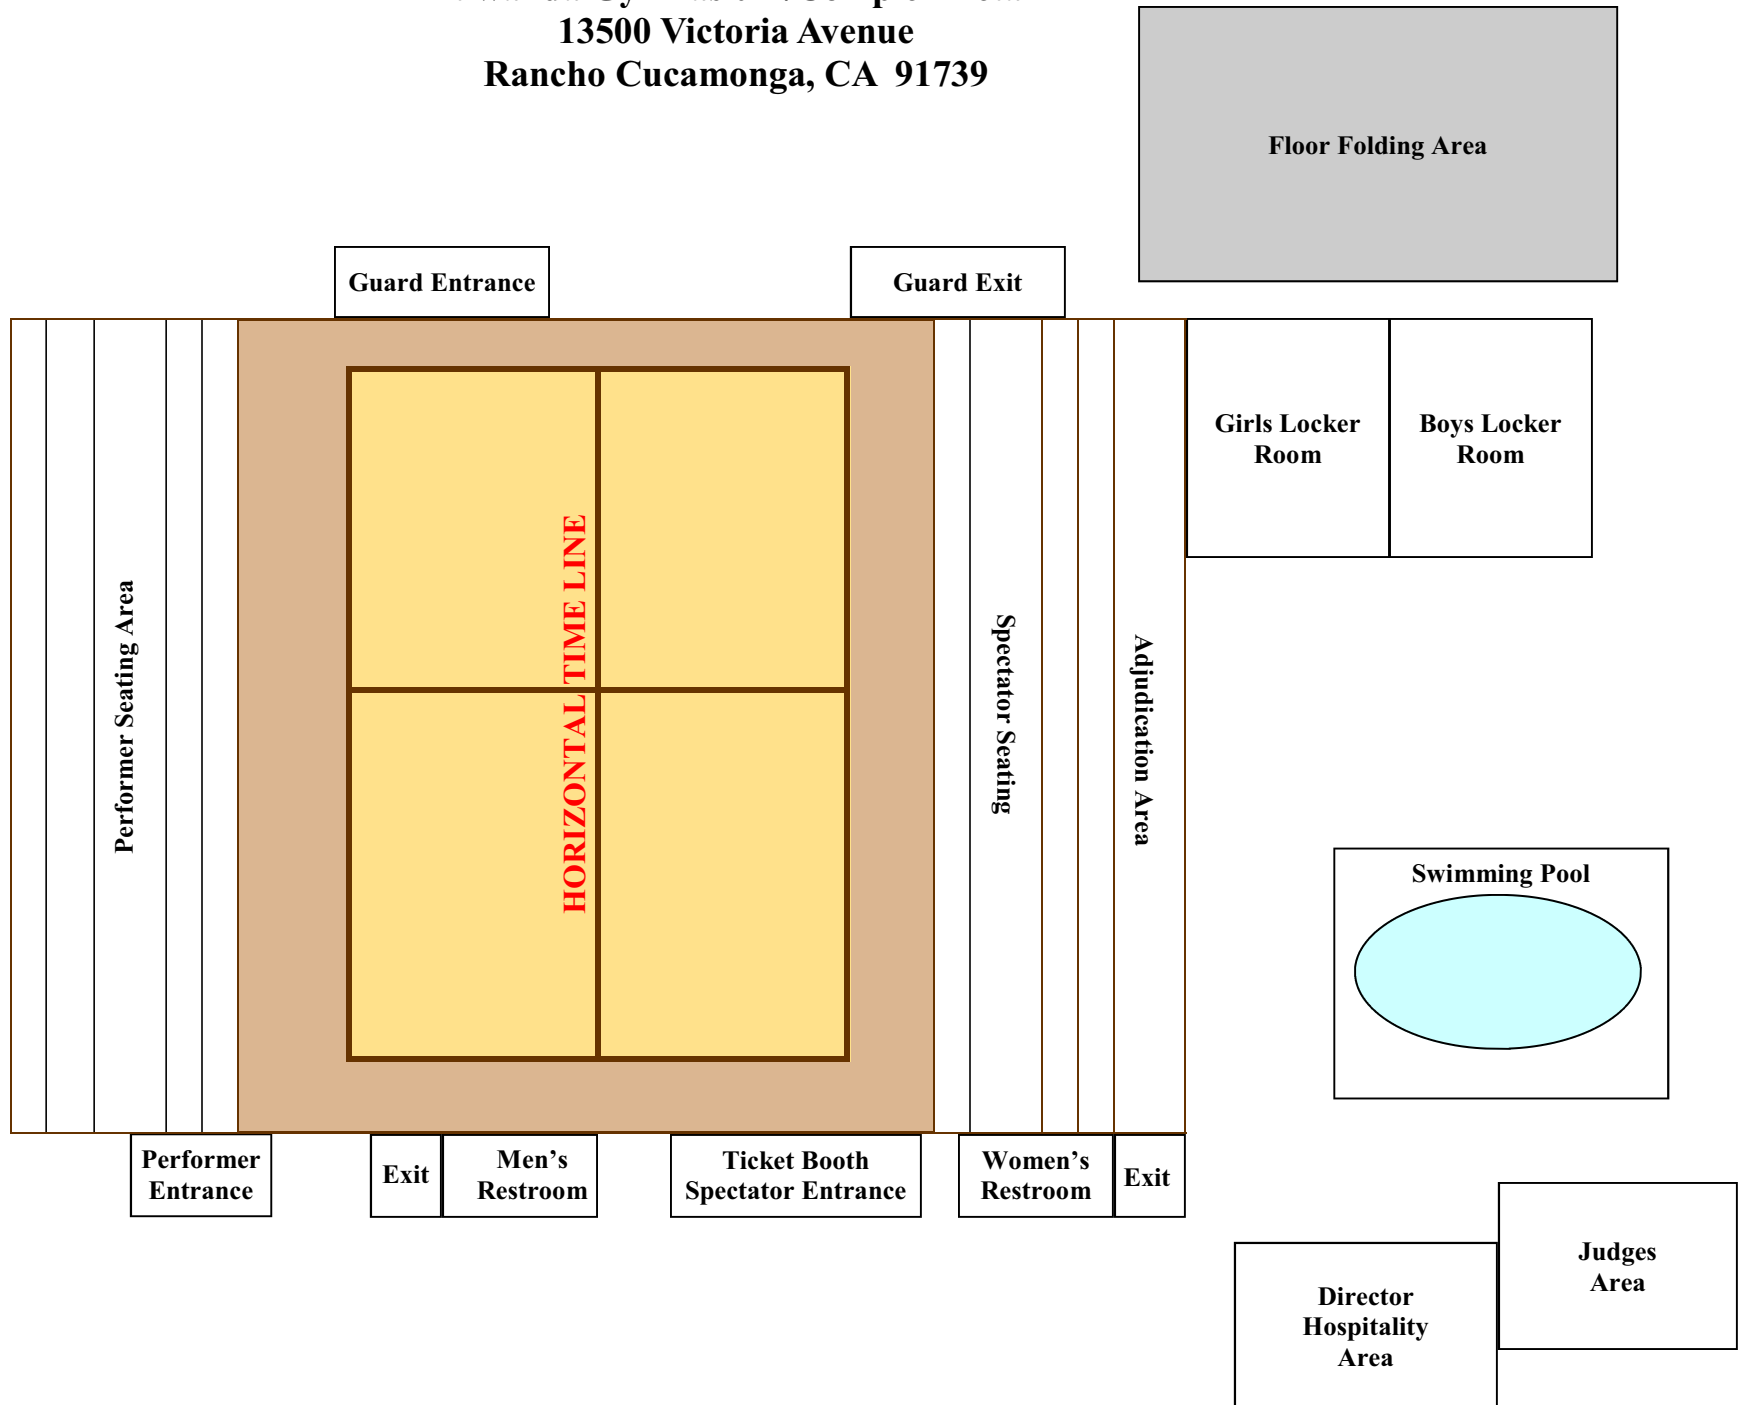 13500 Victoria Avenue
Rancho Cucamonga, CA 91739
Floor Folding Area
Guard Entrance
Guard Exit
Girls Locker
Room
Boys Locker
Room
Performer Seating Area
HORIZONTAL TIME LINE
Spectator Seating
Adjudication Area
Swimming Pool
Performer
Entrance
Exit
Men’s
Restroom
Ticket Booth
Spectator Entrance
Women’s
Restroom
Exit
Judges
Area
Director
Hospitality
Area